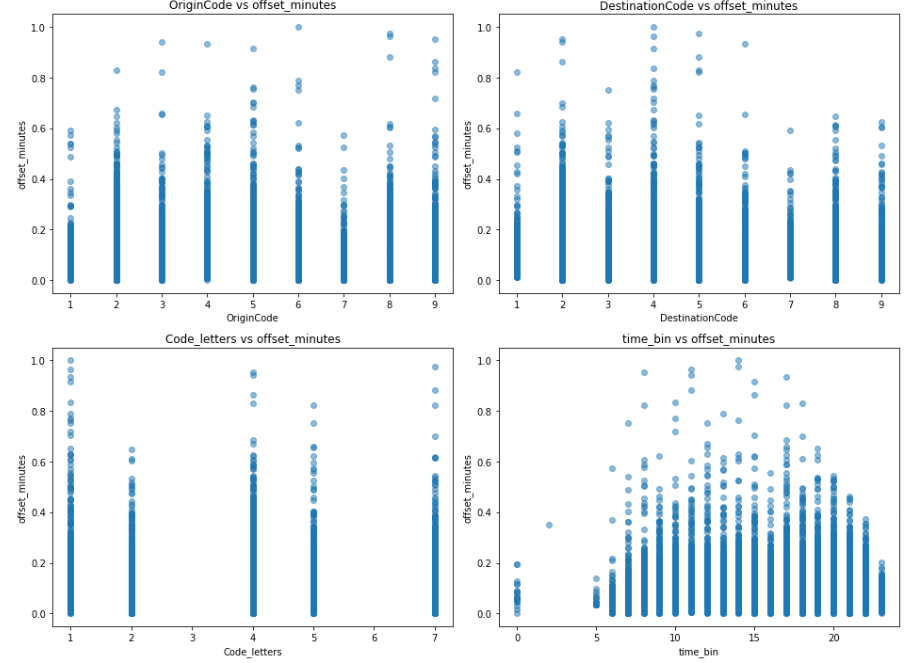 OriginCode vs offset_minutes
1.0
0.8
0.6
0.4
0.2
0.0
offset_minutes
1 2 3 4 5 6 7 8 9
OriginCode
DestinationCode vs offset_minutes
1.0
0.8
0.6
0.4
0.2
0.0
offset_minutes
1 2 3 4 5 6 7 8 9
DestinationCode
Code_letters vs offset_minutes
1.0
0.8
0.6
0.4
0.2
0.0
offset_minutes
1 2 3 4 5 6 7
Code_letters
time_bin vs offset_minutes
1.0
0.8
0.6
0.4
0.2
0.0
offset_minutes
0 5 10 15 20
time_bin